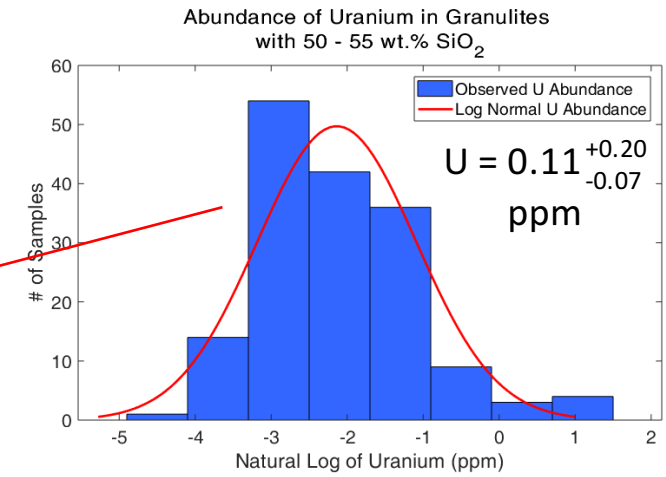 Abundance of Uranium in Granulites
with 50 - 55 wt.% SiO₂
Observed U Abundance
Log Normal U Abundance
U = 0.11 +0.20 -0.07
ppm
# of Samples
60
50
40
30
20
10
0
-5 -4 -3 -2 -1 0 1 2
Natural Log of Uranium (ppm)